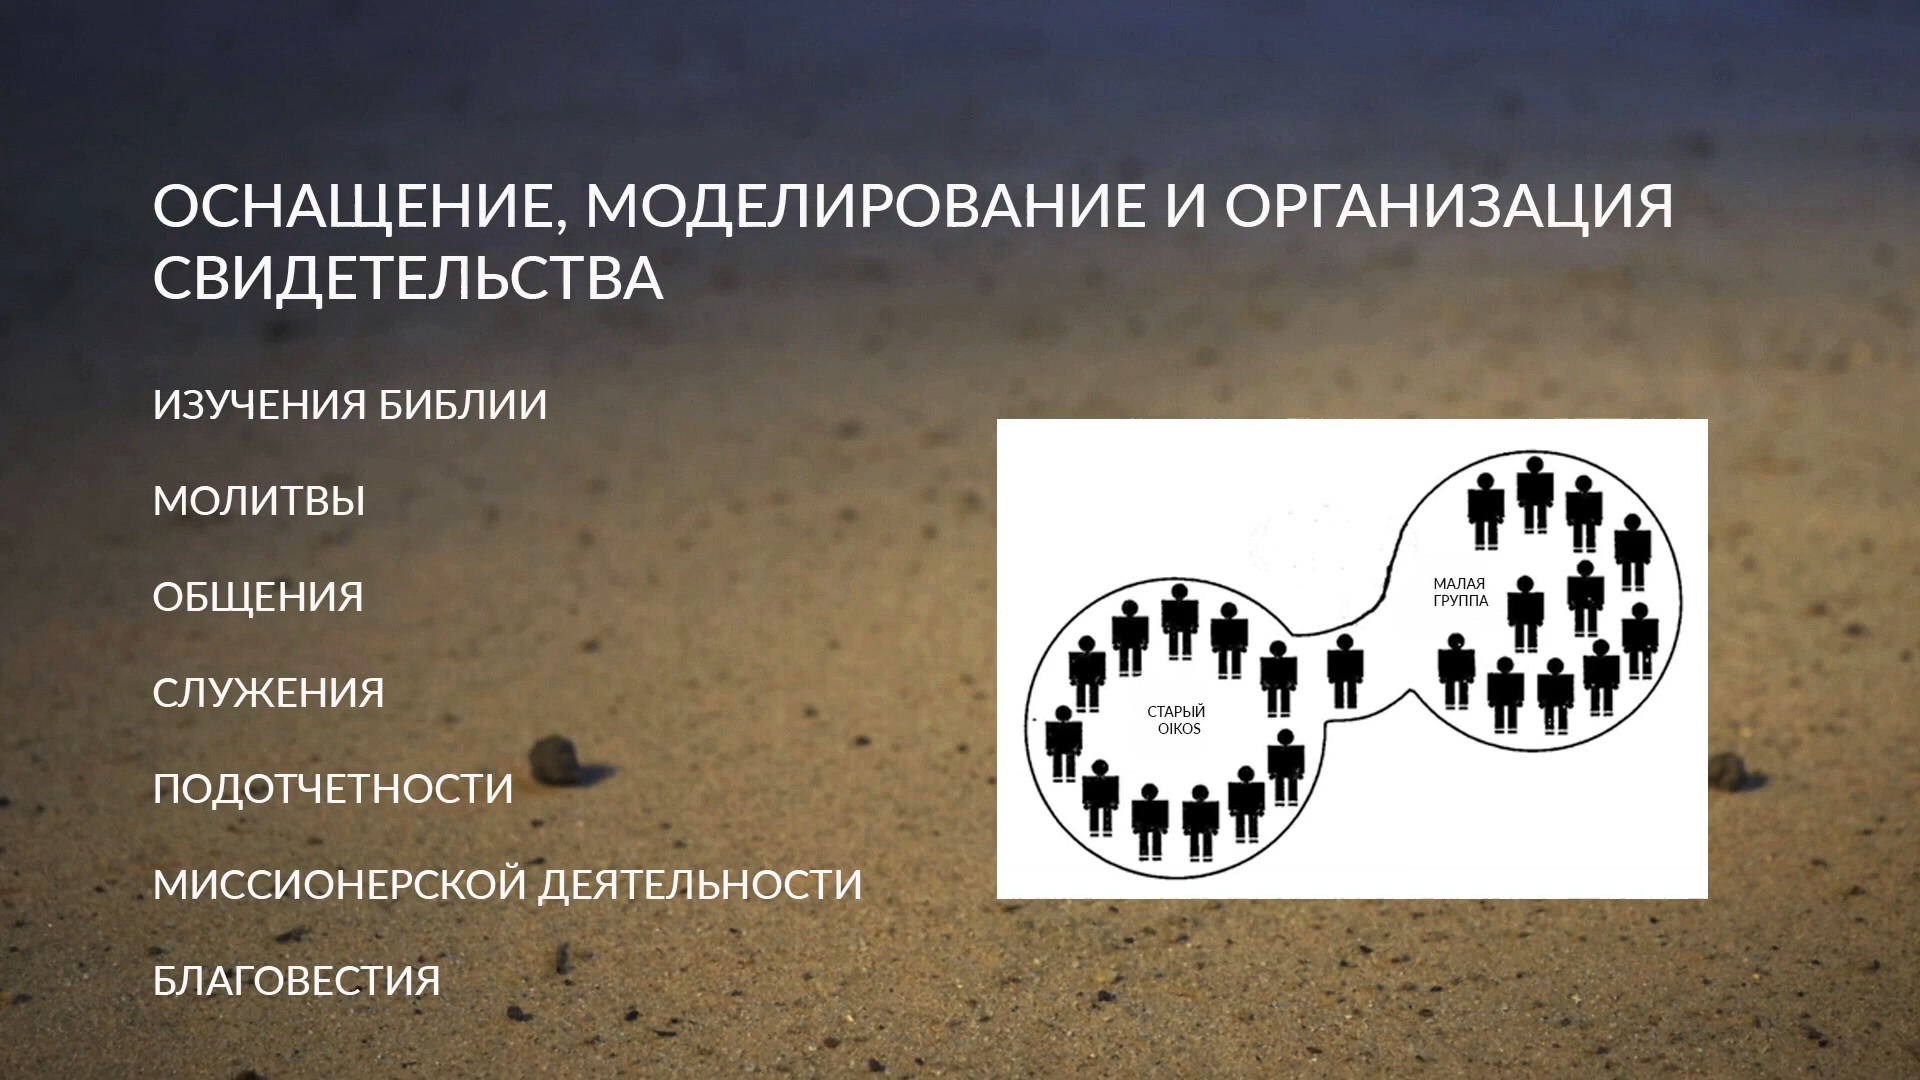 ОСНАЩЕНИЕ, МОДЕЛИРОВАНИЕ И ОРГАНИЗАЦИЯ
СВИДЕТЕЛЬСТВА
ИЗУЧЕНИЯ БИБЛИИ
МОЛИТВЫ
ОБЩЕНИЯ
СЛУЖЕНИЯ
ПОДОТЧЕТНОСТИ
МИССИОНЕРСКОЙ ДЕЯТЕЛЬНОСТИ
БЛАГОВЕСТИЯ
МАЛАЯ
ГРУППА
СТАРЫЙ
OIKOS